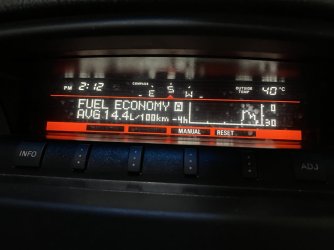 PM 2:12 COMPASS E S W OUTSIDE TEMP 40°C
FUEL ECONOMY A 0
AVG 14.4L/100km -4h 30
MANUAL RESET
INFO ADJ